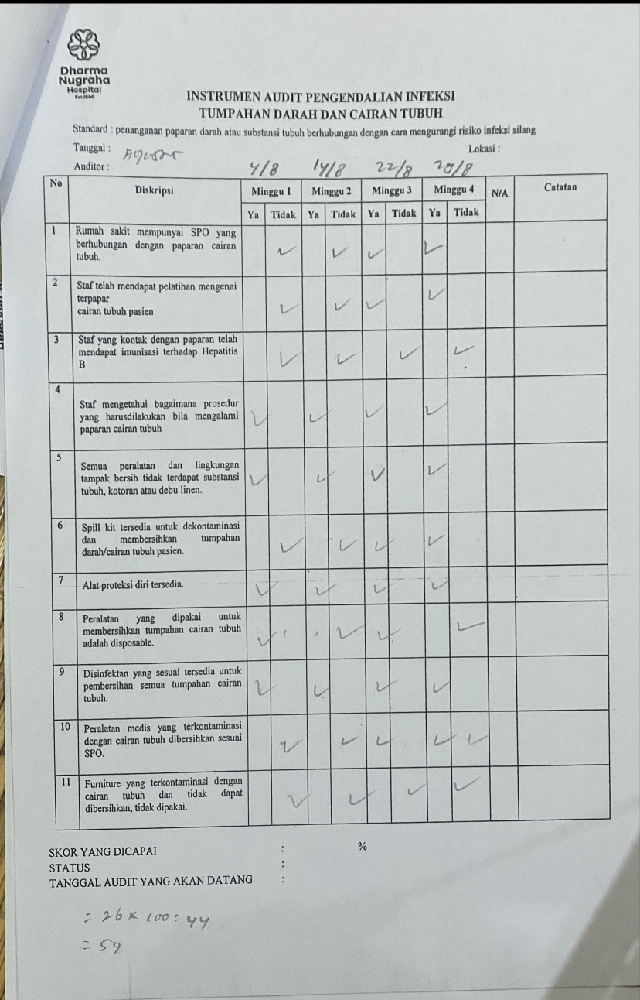 Dharma
Nugraha
Hospital
Est.1996
INSTRUMEN AUDIT PENGENDALIAN INFEKSI
TUMPAHAN DARAH DAN CAIRAN TUBUH
Standard : penanganan paparan darah atau substansi tubuh berhubungan dengan cara mengurangi risiko infeksi silang
Tanggal : Agustus Lokasi :
Auditor : 4/8 14/8 22/8 29/8
No Diskripsi Minggu 1 Minggu 2 Minggu 3 Minggu 4 N/A Catatan
Ya Tidak Ya Tidak Ya Tidak Ya Tidak
1 Rumah sakit mempunyai SPO yang
berhubungan dengan paparan cairan
tubuh. ✓ ✓ ✓ ✓
2 Staf telah mendapat pelatihan mengenai
terpapar
cairan tubuh pasien ✓ ✓ ✓ ✓
3 Staf yang kontak dengan paparan telah
mendapat imunisasi terhadap Hepatitis
B ✓ ✓ ✓ ✓
4 Staf mengetahui bagaimana prosedur
yang harusdilakukan bila mengalami
paparan cairan tubuh ✓ ✓ ✓ ✓
5 Semua peralatan dan lingkungan
tampak bersih tidak terdapat substansi
tubuh, kotoran atau debu linen. ✓ ✓ ✓ ✓
6 Spill kit tersedia untuk dekontaminasi
dan membersihkan tumpahan
darah/cairan tubuh pasien. ✓ ✓ ✓ ✓
7 Alat proteksi diri tersedia. ✓ ✓ ✓ ✓
8 Peralatan yang dipakai untuk
membersihkan tumpahan cairan tubuh
adalah disposable. ✓ ✓ ✓ ✓
9 Disinfektan yang sesuai tersedia untuk
pembersihan semua tumpahan cairan
tubuh. ✓ ✓ ✓ ✓
10 Peralatan medis yang terkontaminasi
dengan cairan tubuh dibersihkan sesuai
SPO. ✓ ✓ ✓ ✓ ✓
11 Furniture yang terkontaminasi dengan
cairan tubuh dan tidak dapat
dibersihkan, tidak dipakai. ✓ ✓ ✓ ✓
SKOR YANG DICAPAI : %
STATUS :
TANGGAL AUDIT YANG AKAN DATANG :
= 26 x 100 : 44
= 59